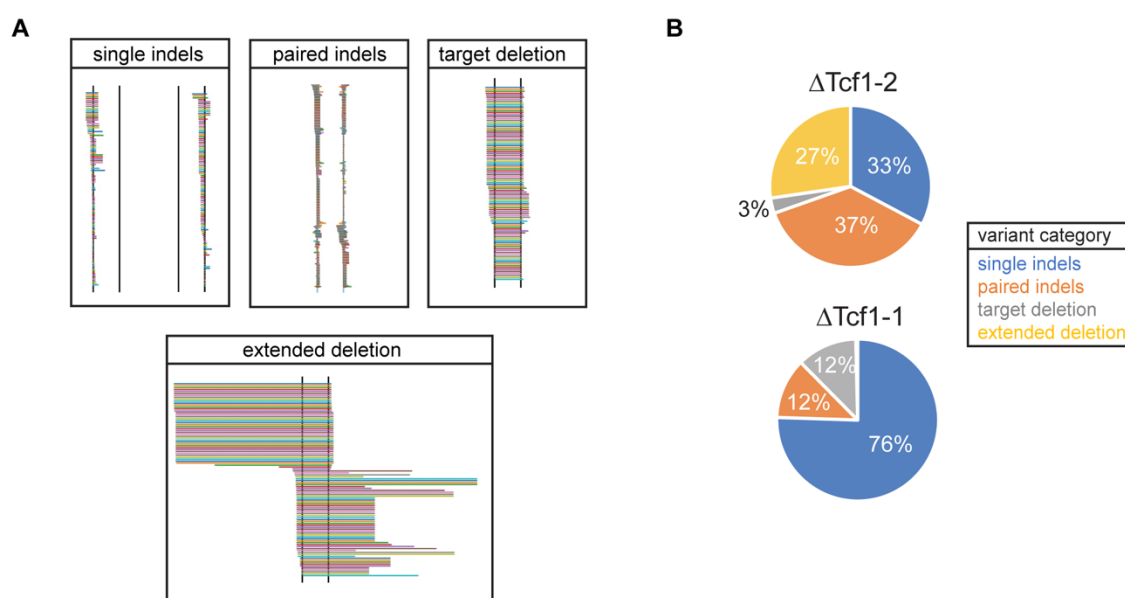 A
single indels
paired indels
target deletion
extended deletion
B
ΔTcf1-2
27%
33%
3%
37%
variant category
single indels
paired indels
target deletion
extended deletion
ΔTcf1-1
12%
12%
76%